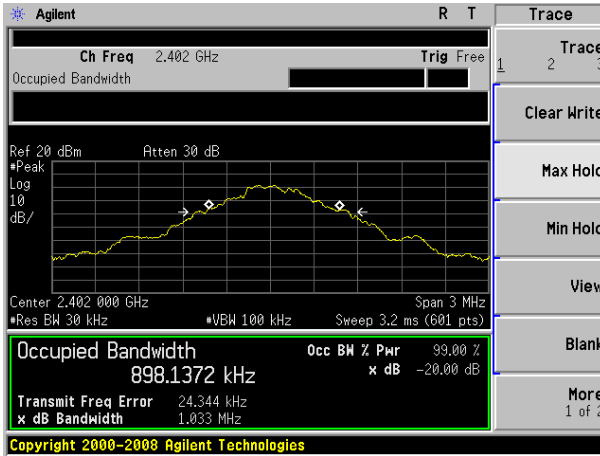 Agilent R T Trace
Ch Freq 2.402 GHz Trig Free
Occupied Bandwidth
Trace
1 2 3
Clear Write
Max Hold
Min Hold
View
Blank
More
1 of 2
Ref 20 dBm Atten 30 dB
#Peak
Log
10
dB/
Center 2.402 000 GHz Span 3 MHz
#Res BW 30 kHz #VBW 100 kHz Sweep 3.2 ms (601 pts)
Occupied Bandwidth Occ BW % Pwr 99.00 %
898.1372 kHz x dB -20.00 dB
Transmit Freq Error 24.344 kHz
x dB Bandwidth 1.033 MHz
Copyright 2000-2008 Agilent Technologies